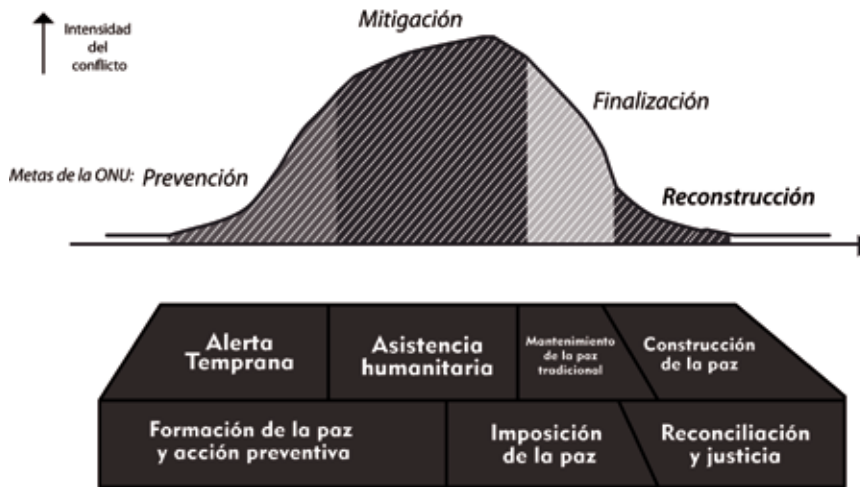 Mitigación
Intensidad
del
conflicto
Finalización
Metas de la ONU: Prevención
Reconstrucción
Alerta
Temprana
Asistencia
humanitaria
Mantenimiento
de la paz
tradicional
Construcción
de la paz
Formación de la paz
y acción preventiva
Imposición
de la paz
Reconciliación
y justicia